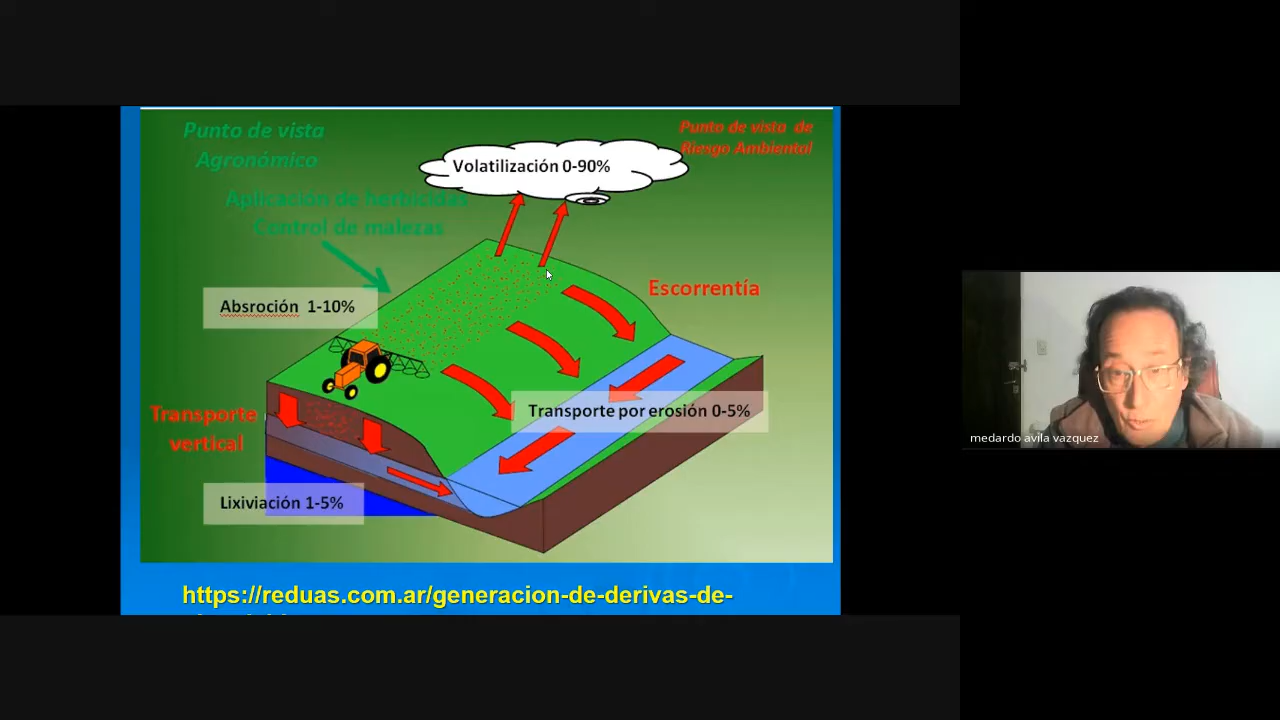 Punto de vista
Agronómico
Punto de vista de
Riesgo Ambiental
Volatilización 0-90%
Aplicación de herbicidas
Control de malezas
Escorrentía
Absroción 1-10%
Transporte por erosión 0-5%
Transporte
vertical
Lixiviación 1-5%
https://reduas.com.ar/generacion-de-derivas-de-
medardo avila vazquez